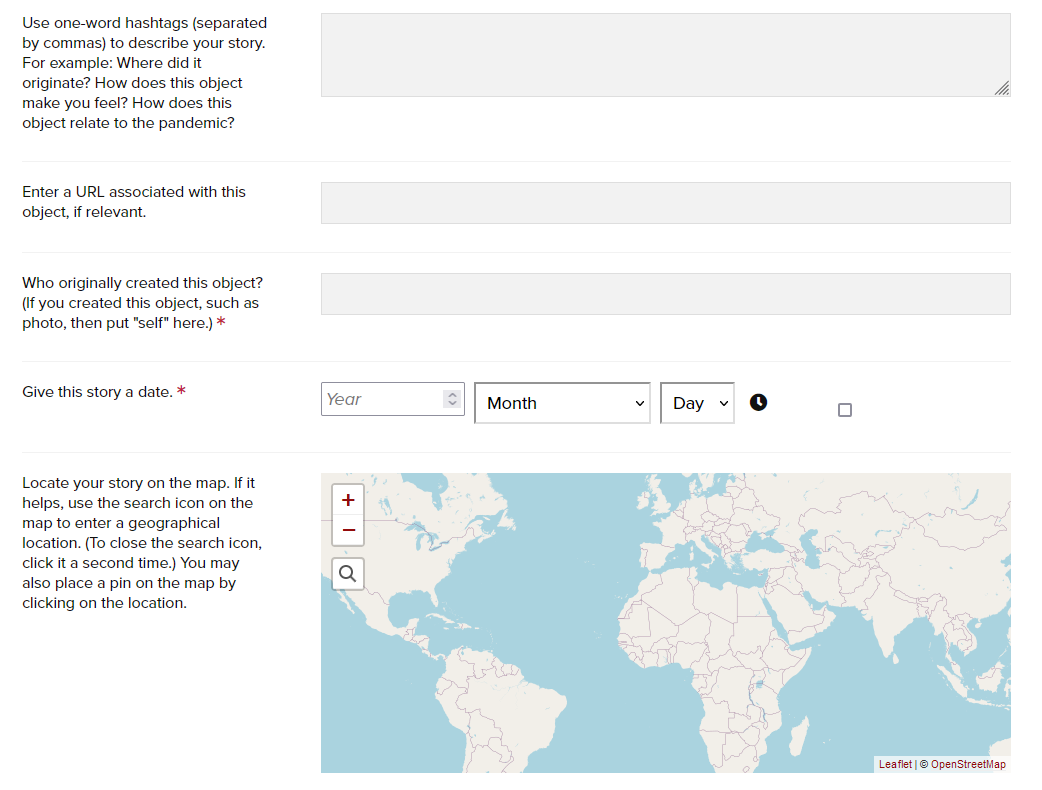 Use one-word hashtags (separated
by commas) to describe your story.
For example: Where did it
originate? How does this object
make you feel? How does this
object relate to the pandemic?
Enter a URL associated with this
object, if relevant.
Who originally created this object?
(If you created this object, such as
photo, then put "self" here.) *
Give this story a date. *
Year
Month
Day
Locate your story on the map. If it
helps, use the search icon on the
map to enter a geographical
location. (To close the search icon,
click it a second time.) You may
also place a pin on the map by
clicking on the location.
+
−
Leaflet | © OpenStreetMap